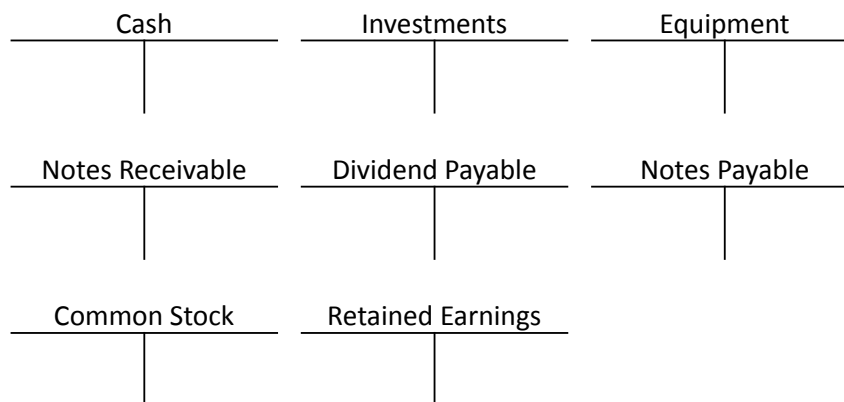 Cash Investments Equipment
Notes Receivable Dividend Payable Notes Payable
Common Stock Retained Earnings